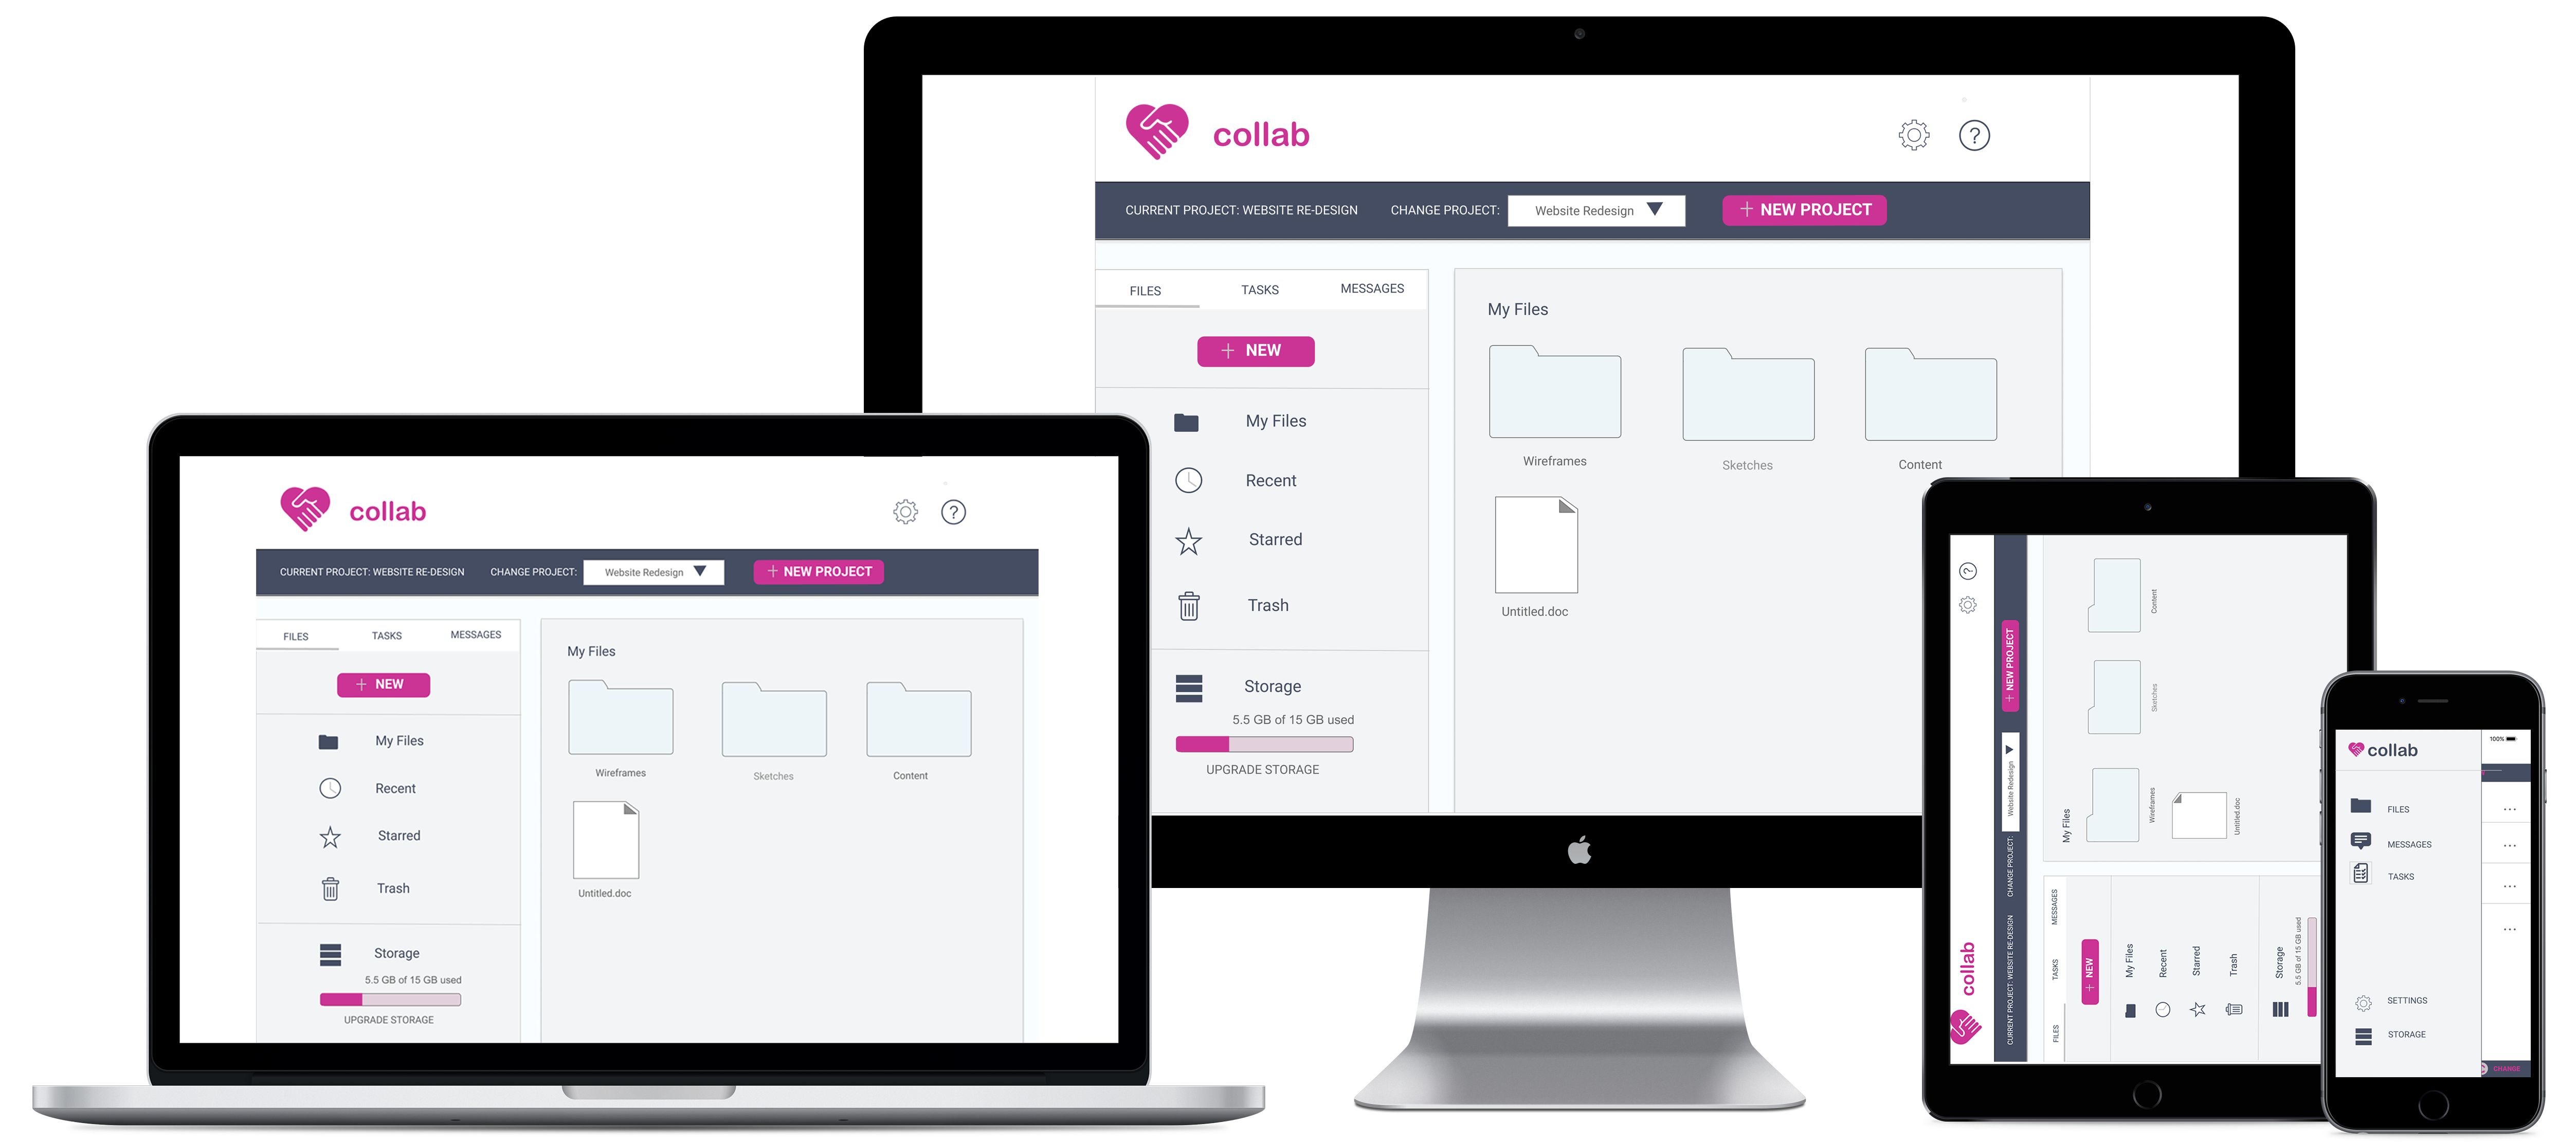 collab
CURRENT PROJECT: WEBSITE RE-DESIGN CHANGE PROJECT: Website Redesign + NEW PROJECT
FILES TASKS MESSAGES
+ NEW
My Files
Recent
Starred
Trash
Storage
5.5 GB of 15 GB used
UPGRADE STORAGE
My Files
Wireframes Sketches Content
Untitled.doc
collab
?
CURRENT PROJECT: WEBSITE RE-DESIGN CHANGE PROJECT: Website Redesign + NEW PROJECT
FILES TASKS MESSAGES
+ NEW
My Files
Recent
Starred
Trash
Storage
5.5 GB of 15 GB used
UPGRADE STORAGE
My Files
Wireframes Sketches Content
Untitled.doc
?
collab
?
CURRENT PROJECT: WEBSITE RE-DESIGN CHANGE PROJECT: Website Redesign + NEW PROJECT
FILES TASKS MESSAGES
+ NEW
My Files
Recent
Starred
Trash
Storage
5.5 GB of 15 GB used
My Files
Wireframes Sketches Content
Untitled.doc
collab
100%
FILES
MESSAGES
TASKS
SETTINGS
STORAGE
...
...
...
...
CHANGE